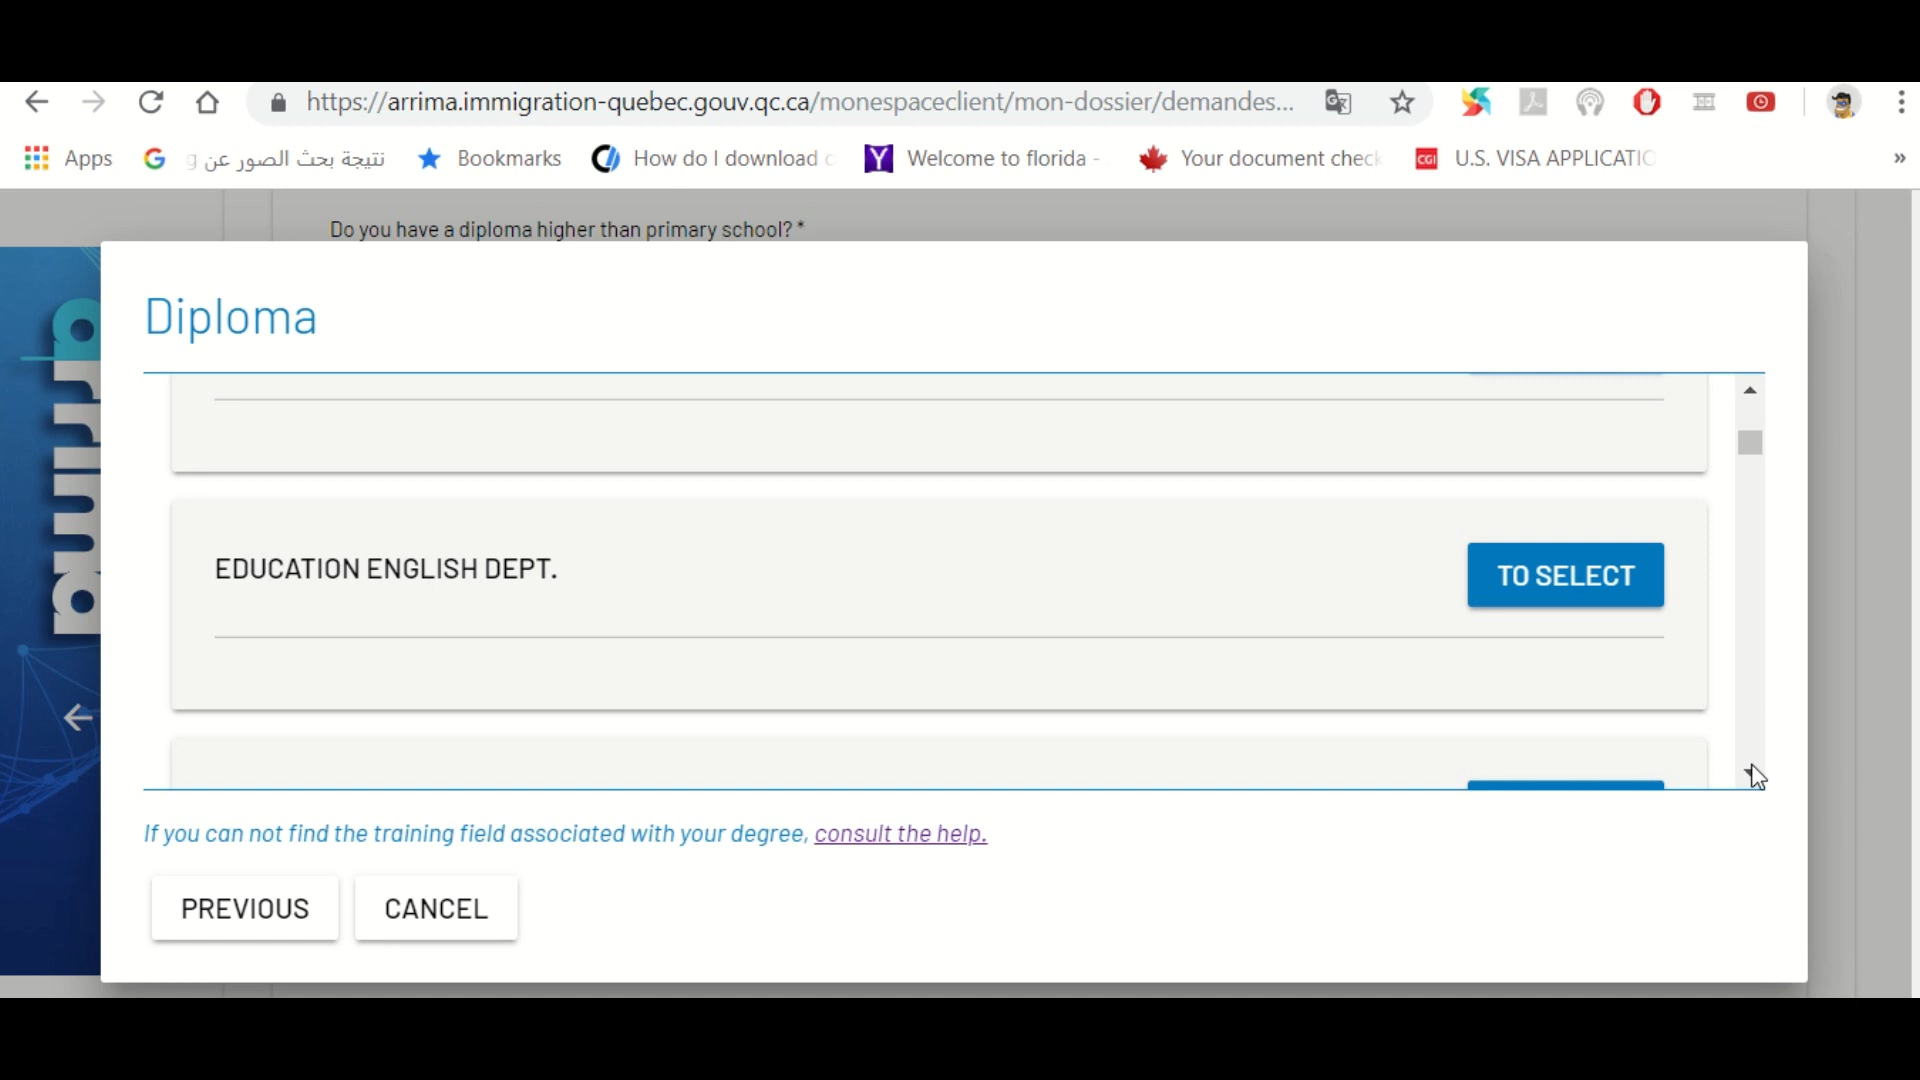 https://arrima.immigration-quebec.gouv.qc.ca/monespaceclient/mon-dossier/demandes...
Apps
نتيجة بحث الصور عن g
Bookmarks
How do I download
Welcome to florida -
Your document check
CGI
U.S. VISA APPLICATIO
»
Do you have a diploma higher than primary school? *
arrima
Diploma
EDUCATION ENGLISH DEPT.
TO SELECT
If you can not find the training field associated with your degree, consult the help.
PREVIOUS
CANCEL